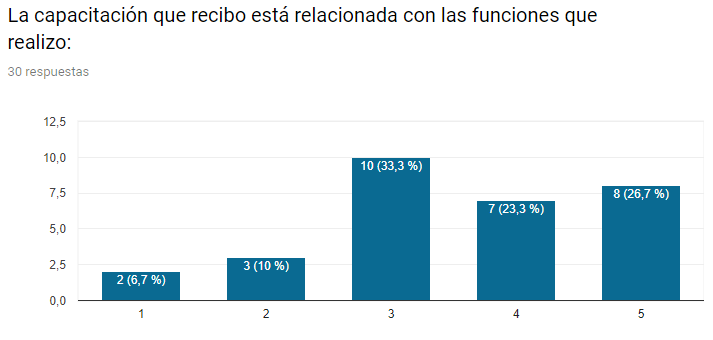 La capacitación que recibo está relacionada con las funciones que
realizo:
30 respuestas
12,5
10,0
7,5
5,0
2,5
0,0
2 (6,7 %)
3 (10 %)
10 (33,3 %)
7 (23,3 %)
8 (26,7 %)
1
2
3
4
5